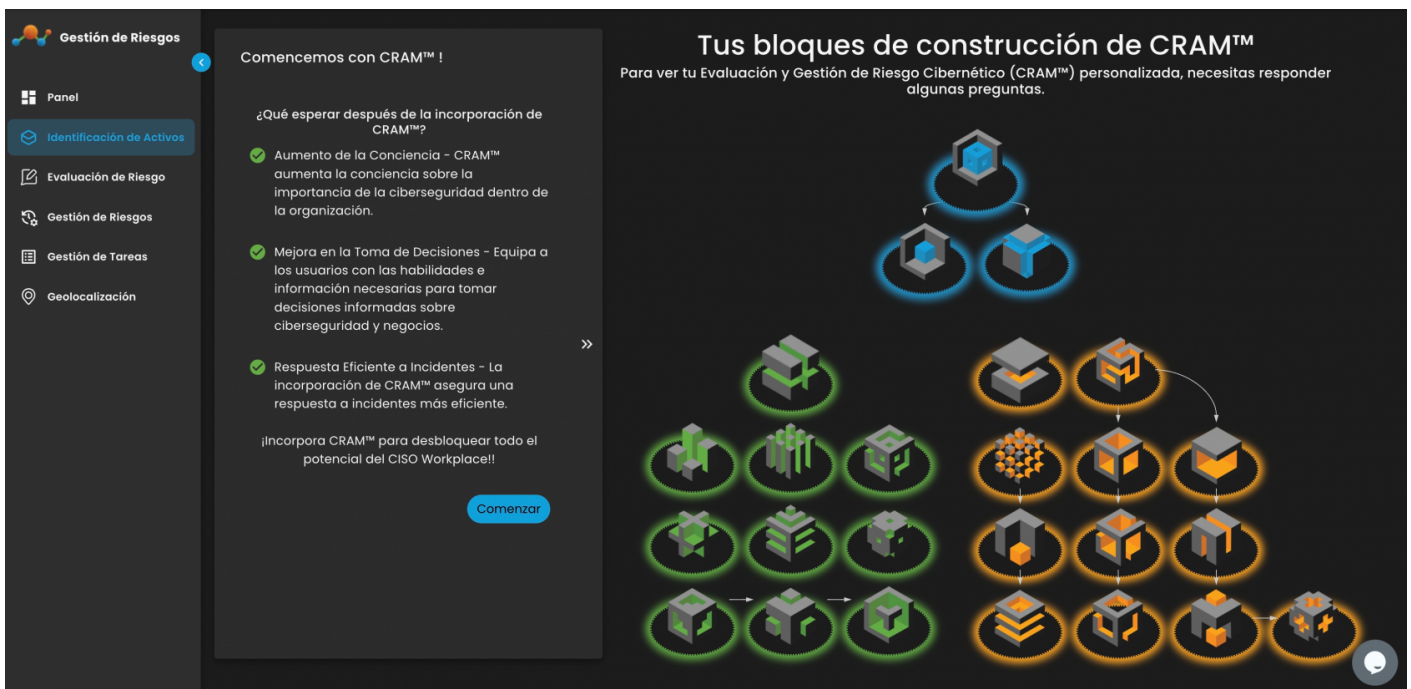 Gestión de Riesgos
Panel
Identificación de Activos
Evaluación de Riesgo
Gestión de Riesgos
Gestión de Tareas
Geolocalización
Comencemos con CRAM™ !
¿Qué esperar después de la incorporación de
CRAM™?
Aumento de la Conciencia - CRAM™
aumenta la conciencia sobre la
importancia de la ciberseguridad dentro de
la organización.
Mejora en la Toma de Decisiones - Equipa a
los usuarios con las habilidades e
información necesarias para tomar
decisiones informadas sobre
ciberseguridad y negocios.
Respuesta Eficiente a Incidentes - La
incorporación de CRAM™ asegura una
respuesta a incidentes más eficiente.
¡Incorpora CRAM™ para desbloquear todo el
potencial del CISO Workplace!!
Comenzar
Tus bloques de construcción de CRAM™
Para ver tu Evaluación y Gestión de Riesgo Cibernético (CRAM™) personalizada, necesitas responder
algunas preguntas.